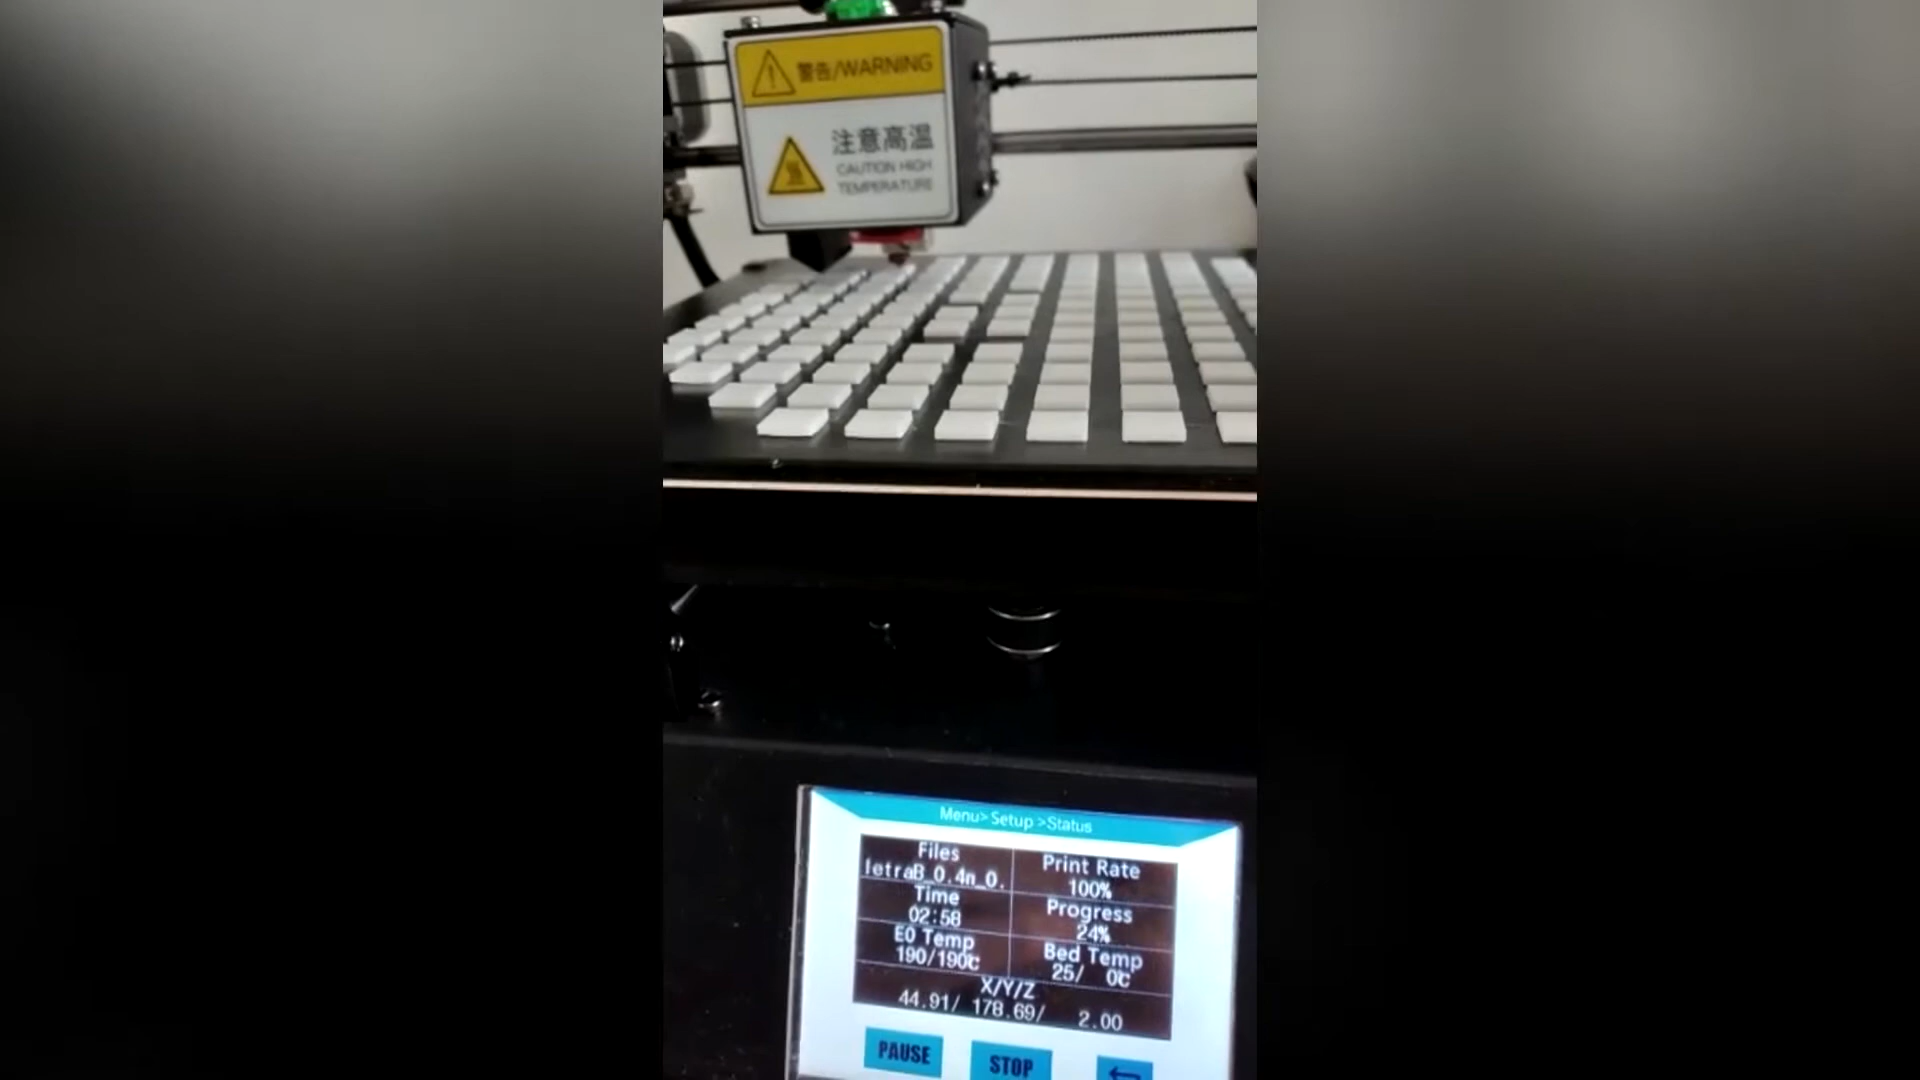 警告/WARNING
注意高温
CAUTION HIGH
TEMPERATURE
Menu> Setup >Status
Files
letraB_0.4n_0.
Print Rate
100%
Time
02:58
Progress
24%
E0 Temp
190/190℃
Bed Temp
25/ 0℃
X/Y/Z
44.91/ 178.69/ 2.00
PAUSE
STOP